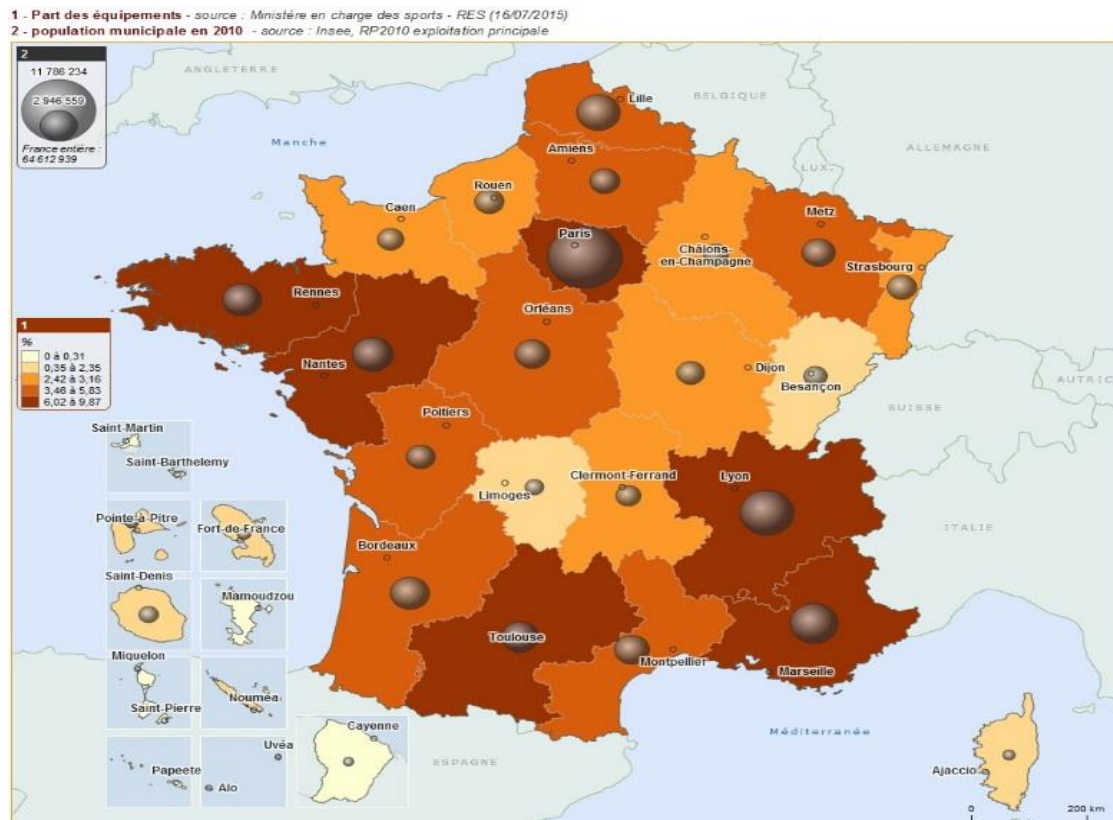 1 - Part des équipements - source : Ministère en charge des sports - RES (16/07/2015)
2 - population municipale en 2010 - source : Insee, RP2010 exploitation principale
2
11 786 234
2 946 559
France entière :
64 612 939
ANGLETERRE
BELGIQUE
Lille
Manche
ALLEMAGNE
Amiens
LUX.
Rouen
Caen
Metz
Paris
Châlons-
en-Champagne
Strasbourg
Rennes
Orléans
1
%
0 à 0,31
0,35 à 2,35
2,42 à 3,16
3,46 à 5,83
6,02 à 9,87
Nantes
Dijon
Besançon
AUTRIC
SUISSE
Poitiers
Saint-Martin
Saint-Barthelemy
Limoges
Clermont-Ferrand
Lyon
ITALIE
Pointe-à-Pitre
Fort-de-France
Bordeaux
Saint-Denis
Mamoudzou
Toulouse
Montpellier
Marseille
Miquelon
Saint-Pierre
Nouméa
Cayenne
Méditerranée
Uvéa
ESPAGNE
Papeete
Alo
Ajaccio
0
200 km